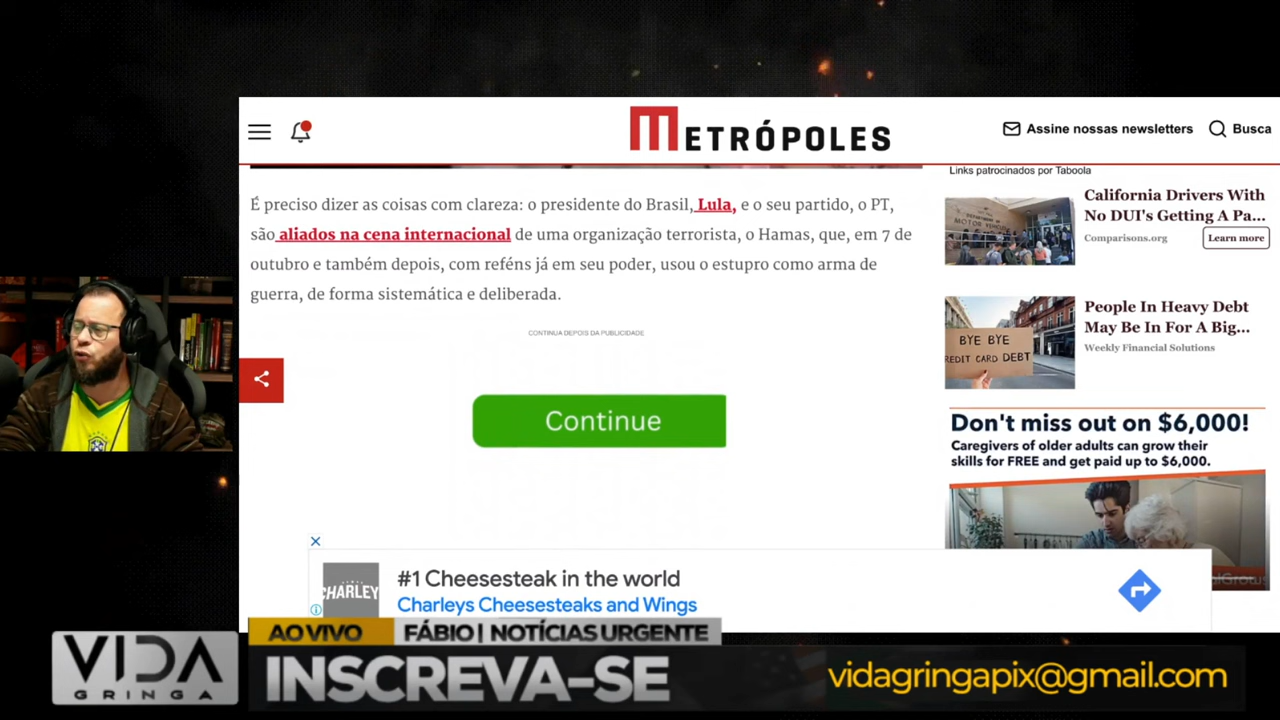 METRÓPOLES
Assine nossas newsletters
Busca
É preciso dizer as coisas com clareza: o presidente do Brasil, Lula, e o seu partido, o PT,
são aliados na cena internacional de uma organização terrorista, o Hamas, que, em 7 de
outubro e também depois, com reféns já em seu poder, usou o estupro como arma de
guerra, de forma sistemática e deliberada.
CONTINUA DEPOIS DA PUBLICIDADE
Continue
Links patrocinados por Taboola
California Drivers With
No DUI's Getting A Pa...
Comparisons.org
Learn more
DEPARTMENT OF
MOTOR VEHICLES
People In Heavy Debt
May Be In For A Big...
Weekly Financial Solutions
BYE BYE
CREDIT CARD DEBT
Don't miss out on $6,000!
Caregivers of older adults can grow their
skills for FREE and get paid up to $6,000.
CHARLEY
#1 Cheesesteak in the world
Charleys Cheesesteaks and Wings
VIDA
GRINGA
AO VIVO
FÁBIO | NOTÍCIAS URGENTE
INSCREVA-SE
vidagringapix@gmail.com